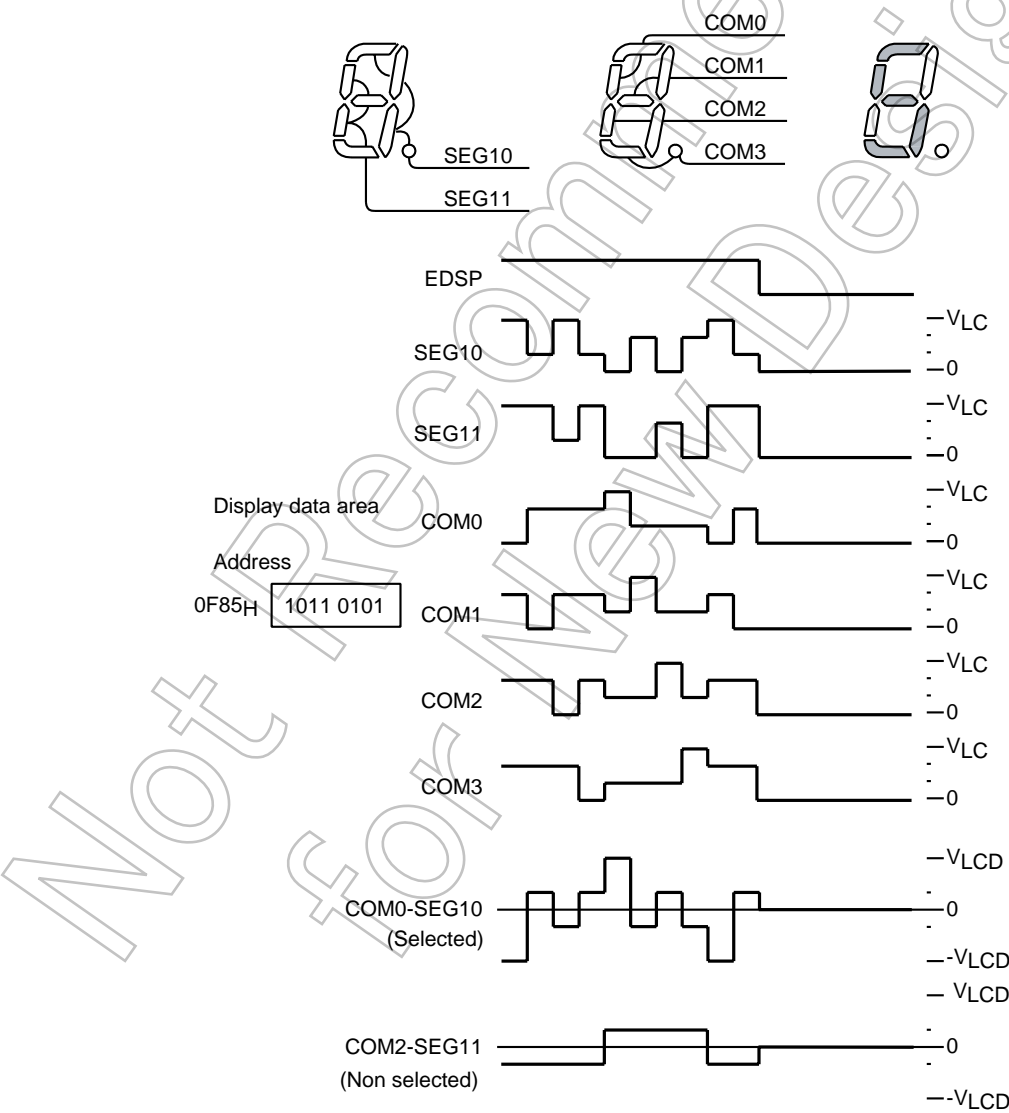 COM0
COM1
COM2
COM3
SEG10
SEG11
EDSP
SEG10
VLC
0
SEG11
VLC
0
Display data area
COM0
VLC
0
Address
0F85H 1011 0101
COM1
VLC
0
COM2
VLC
0
COM3
VLC
0
COM0-SEG10
(Selected)
VLCD
0
-VLCD
COM2-SEG11
(Non selected)
VLCD
0
-VLCD